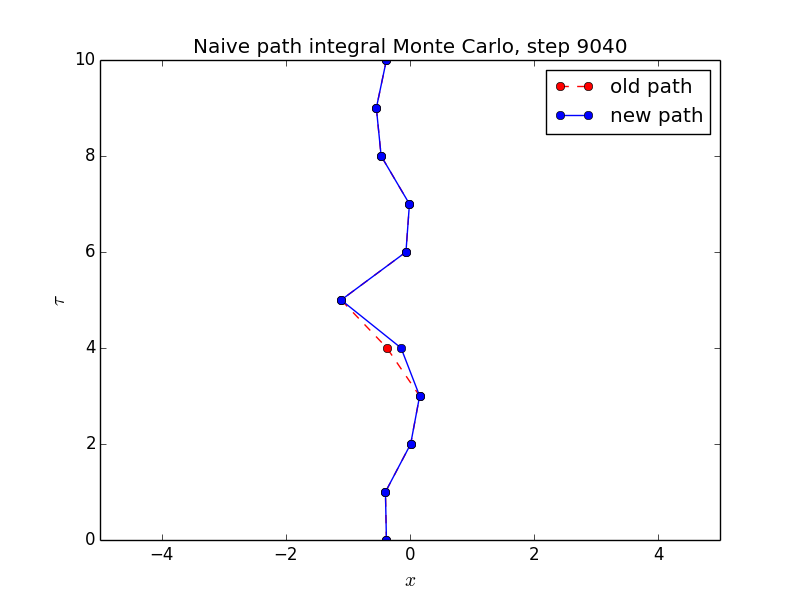 Naive path integral Monte Carlo, step 9040
old path
new path
10
8
6
4
2
0
τ
−4 −2 0 2 4
x